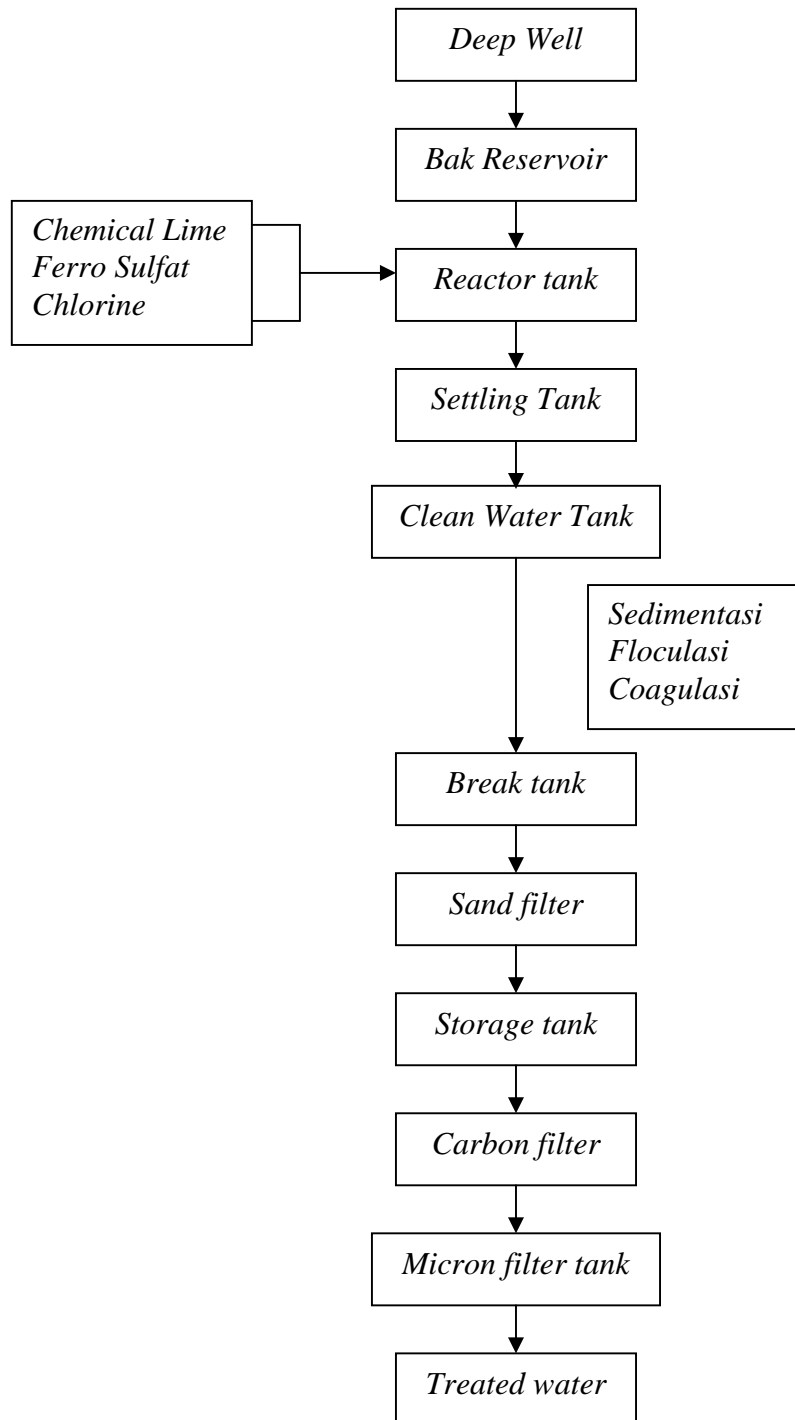 Deep Well
Bak Reservoir
Chemical Lime
Ferro Sulfat
Chlorine
Reactor tank
Settling Tank
Clean Water Tank
Sedimentasi
Floculasi
Coagulasi
Break tank
Sand filter
Storage tank
Carbon filter
Micron filter tank
Treated water